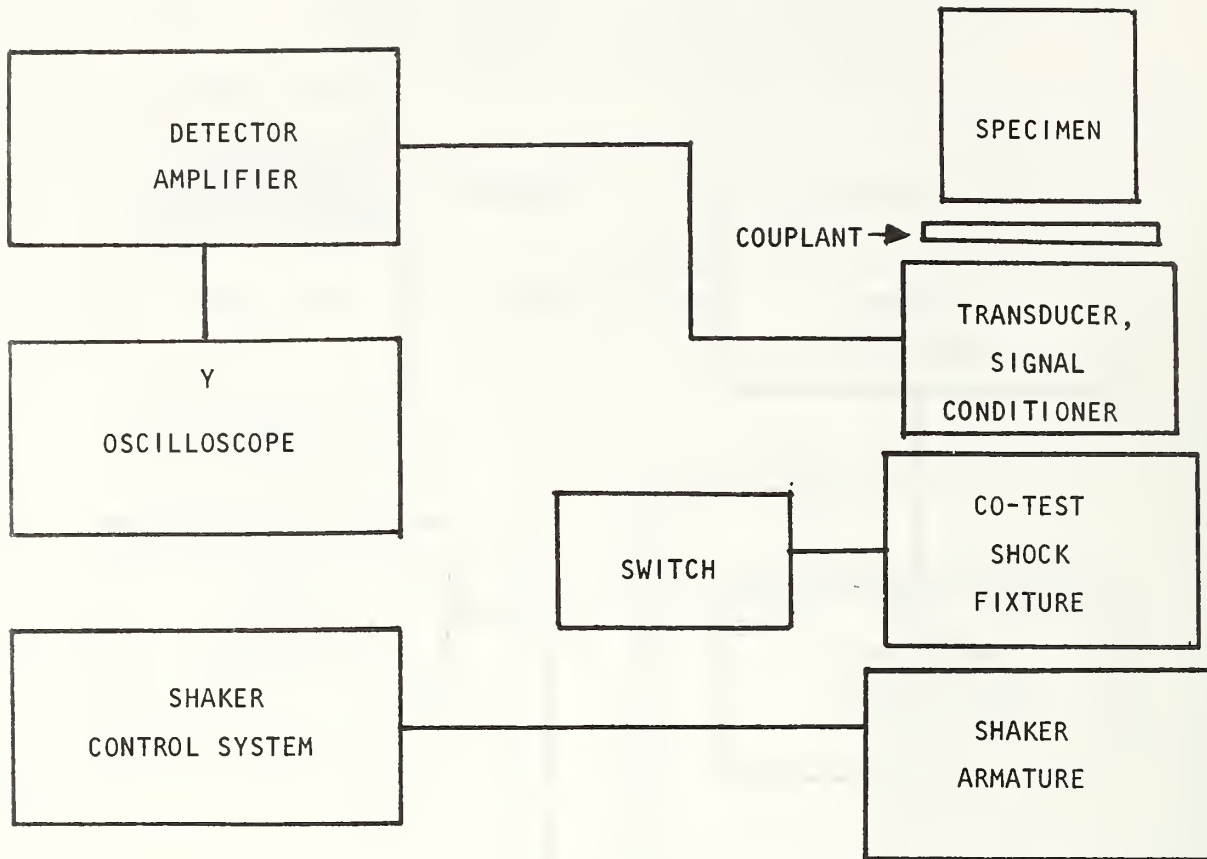 DETECTOR
AMPLIFIER
SPECIMEN
COUPLANT
TRANSDUCER,
SIGNAL
CONDITIONER
Y
OSCILLOSCOPE
CO-TEST
SHOCK
FIXTURE
SWITCH
SHAKER
CONTROL SYSTEM
SHAKER
ARMATURE